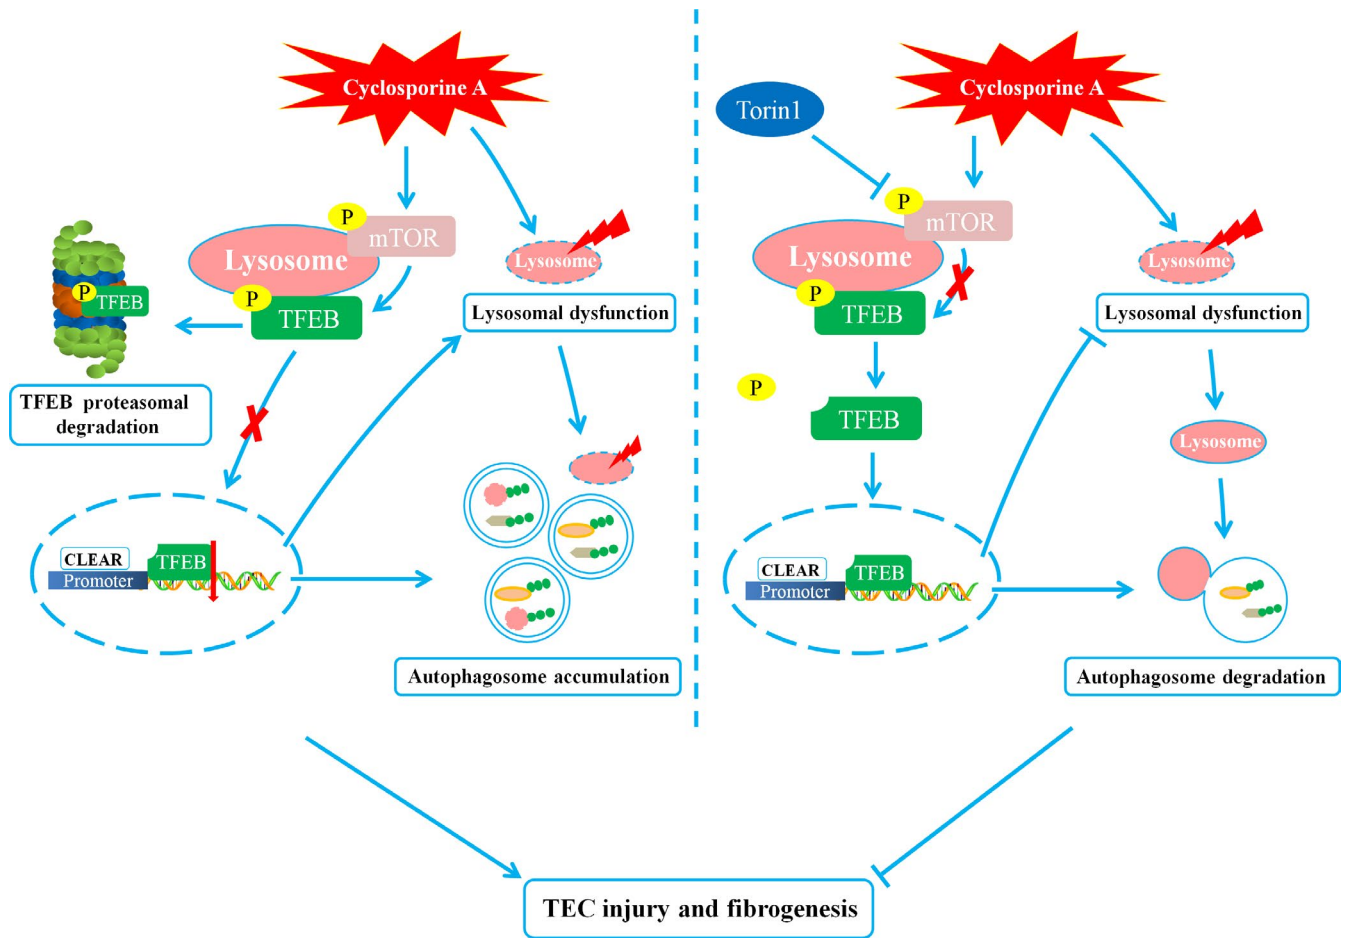 Cyclosporine A
P
mTOR
Lysosome
P
TFEB
Lysosome
Lysosomal dysfunction
P
TFEB
TFEB proteasomal
degradation
CLEAR
TFEB
Promoter
Autophagosome accumulation
Cyclosporine A
Torin1
P
mTOR
Lysosome
P
TFEB
Lysosome
Lysosomal dysfunction
P
TFEB
Lysosome
CLEAR
TFEB
Promoter
Autophagosome degradation
TEC injury and fibrogenesis